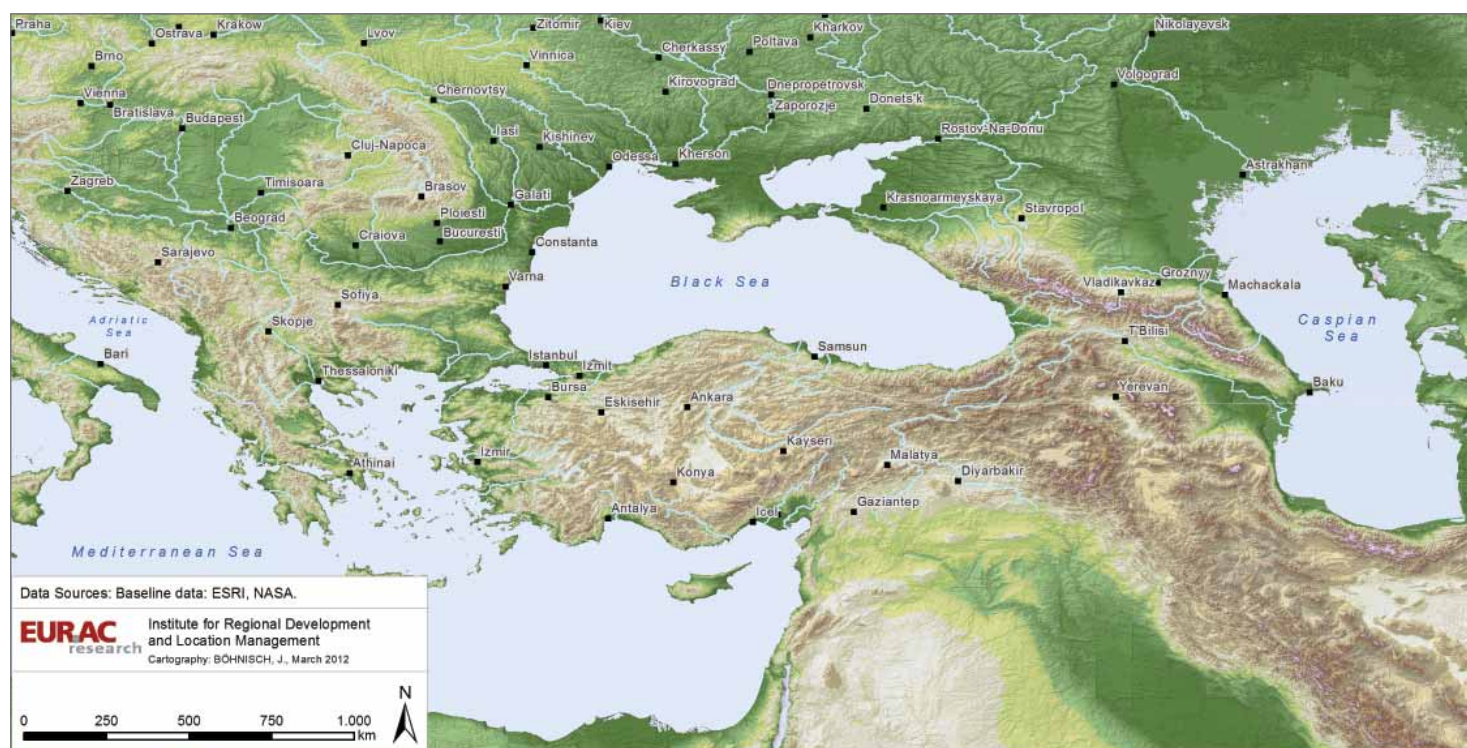 Praha
Ostrava
Krakow
Lvov
Zitomir
Kiev
Cherkassy
Poltava
Kharkov
Nikolayevsk
Brno
Vinnica
Kirovograd
Dnepropetrovsk
Volgograd
Vienna
Bratislava
Budapest
Chernovtsy
Zaporozje
Donets'k
Iasi
Kishinev
Rostov-Na-Donu
Cluj-Napoca
Odessa
Kherson
Astrakhan
Zagreb
Timisoara
Brasov
Galati
Krasnoarmeyskaya
Stavropol
Beograd
Ploiesti
Bucuresti
Craiova
Constanta
Sarajevo
Varna
Black Sea
Vladikavkaz
Groznyy
Machackala
Sofiya
Adriatic
Sea
Skopje
Caspian
Sea
T'Bilisi
Bari
Istanbul
Izmit
Samsun
Thessaloniki
Bursa
Yerevan
Baku
Eskisehir
Ankara
Izmir
Kayseri
Athinai
Konya
Malatya
Diyarbakir
Antalya
Icel
Gaziantep
Mediterranean Sea
Data Sources: Baseline data: ESRI, NASA.
EURAC
research
Institute for Regional Development
and Location Management
Cartography: BÖHNISCH, J., March 2012
N
0 250 500 750 1.000
km